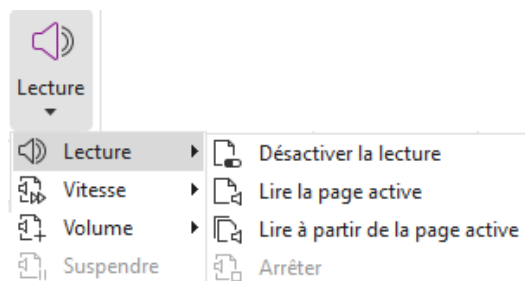 Lecture
Lecture
Vitesse
Volume
Suspendre
Désactiver la lecture
Lire la page active
Lire à partir de la page active
Arrêter